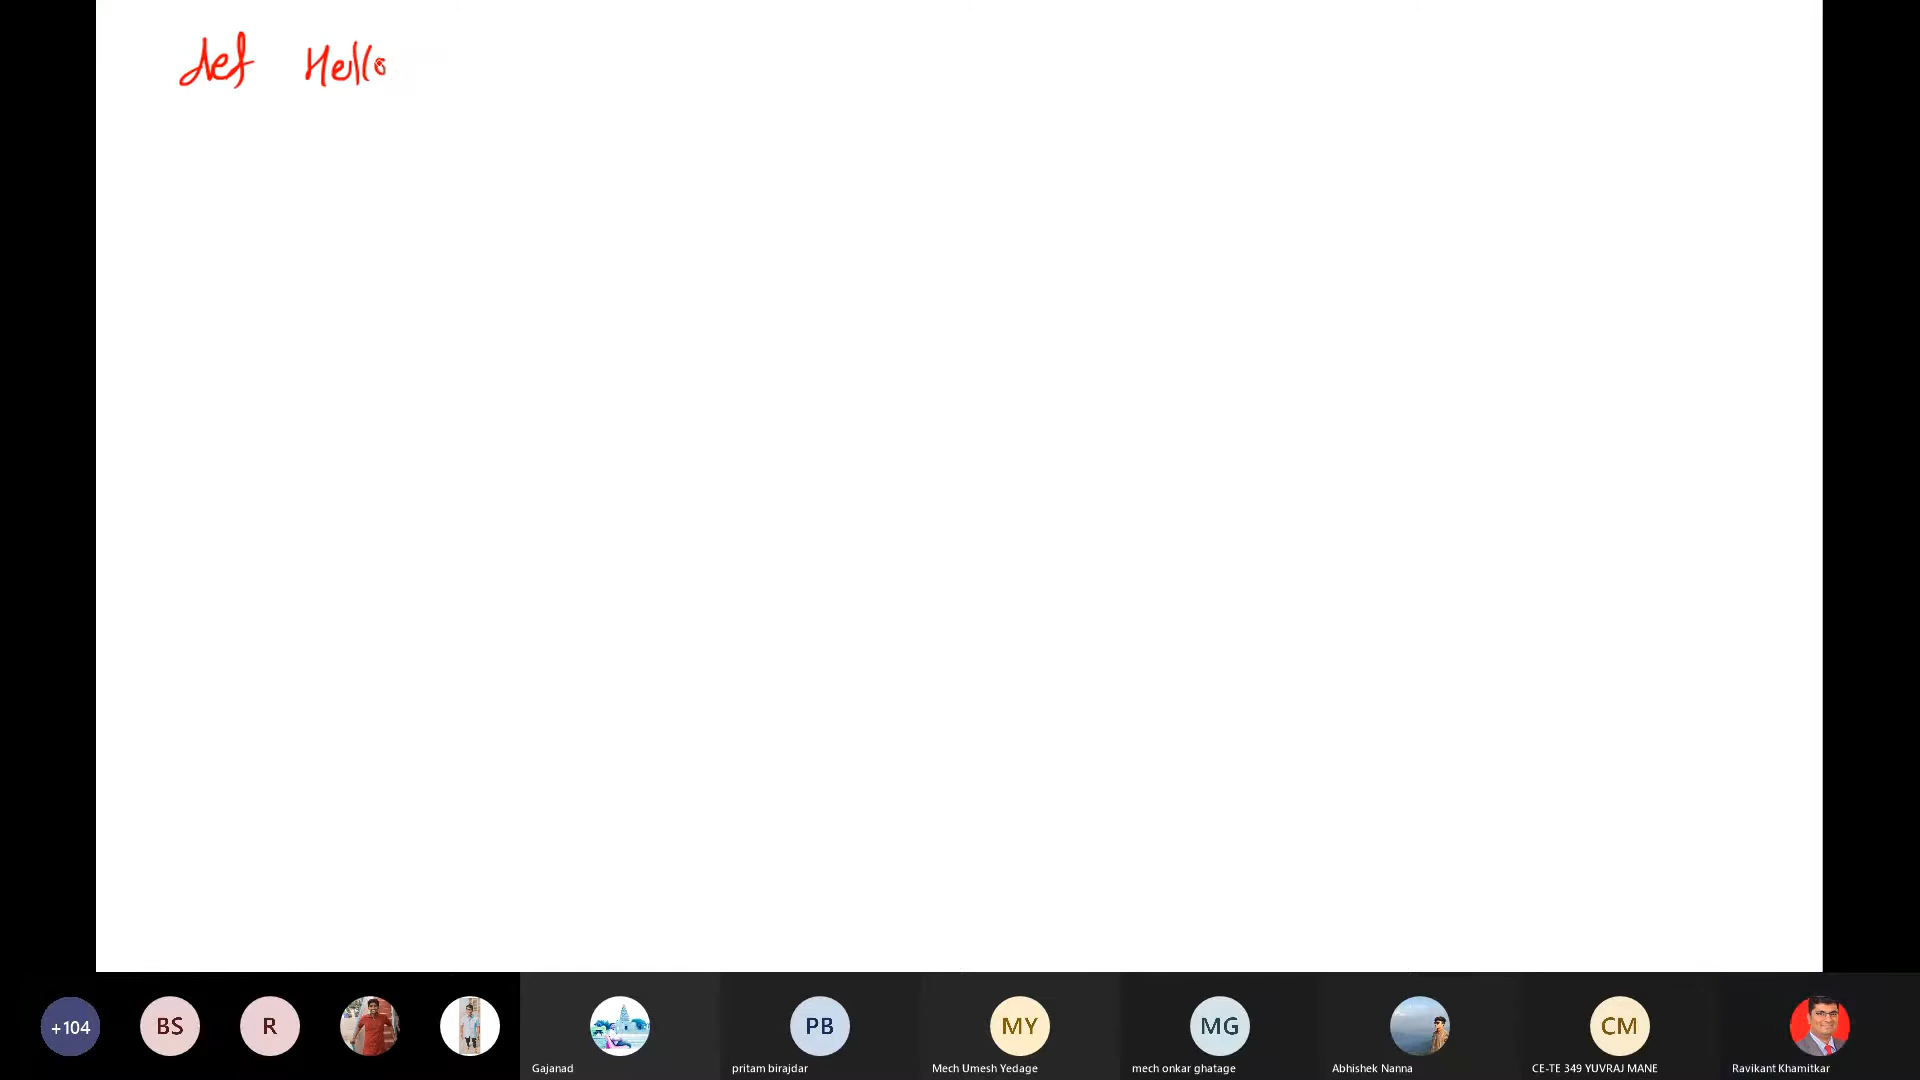 def Hello
+104 BS R PB MY MG CM
Gajanad pritam birajdar Mech Umesh Yedage mech onkar ghatage Abhishek Nanna CE-TE 349 YUVRAJ MANE Ravikant Khamitkar